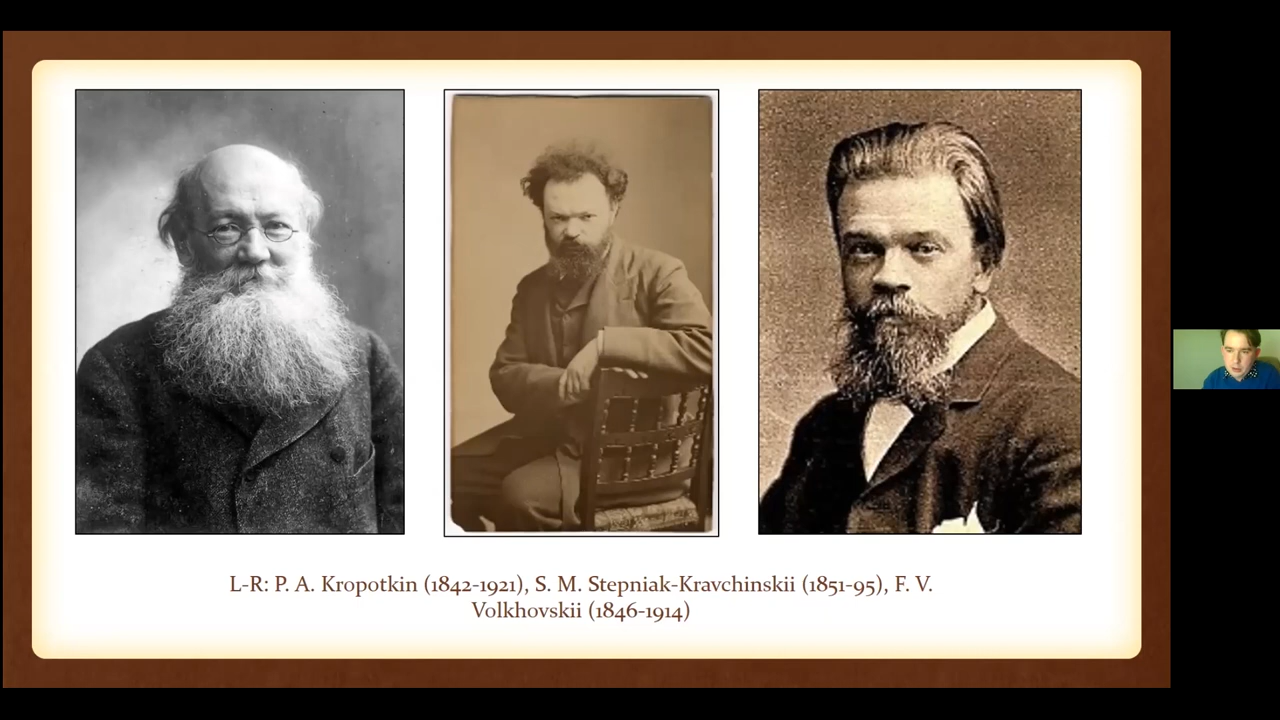 L-R: P. A. Kropotkin (1842-1921), S. M. Stepniak-Kravchinskii (1851-95), F. V.
Volkhovskii (1846-1914)